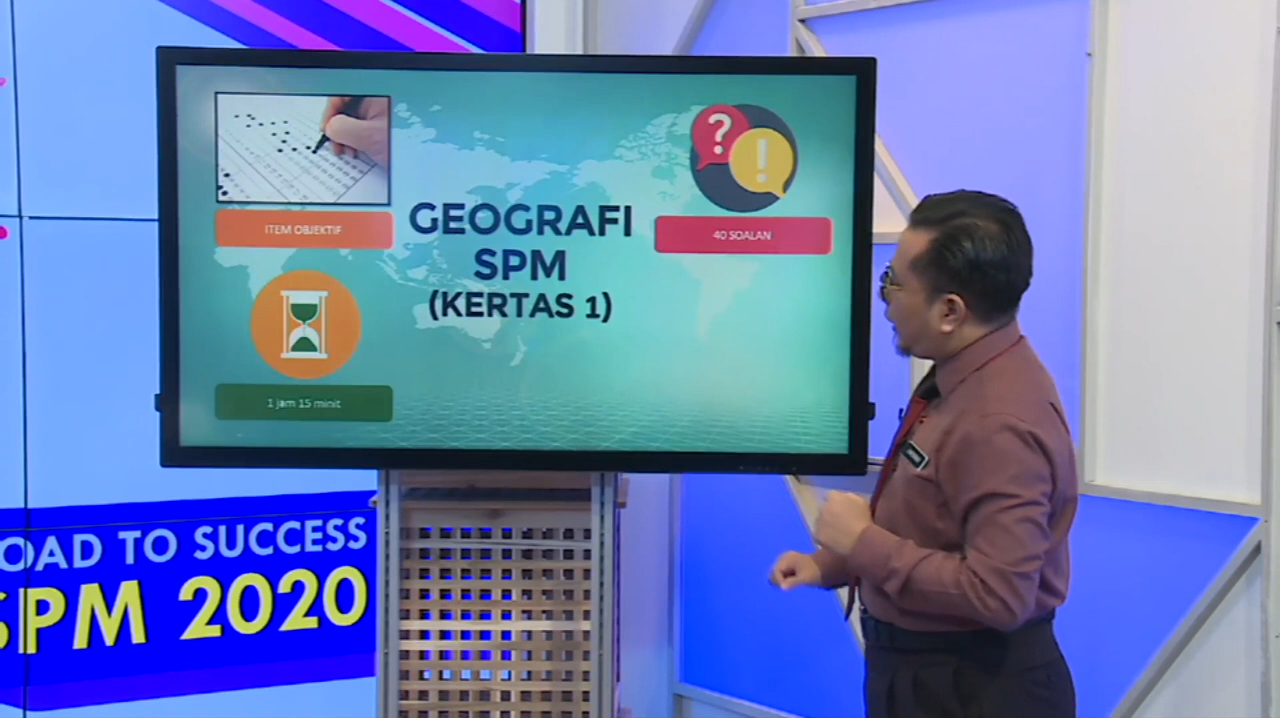 ITEM OBJEKTIF
1 jam 15 minit
GEOGRAFI
SPM
(KERTAS 1)
?
!
40 SOALAN
OAD TO SUCCESS
SPM 2020